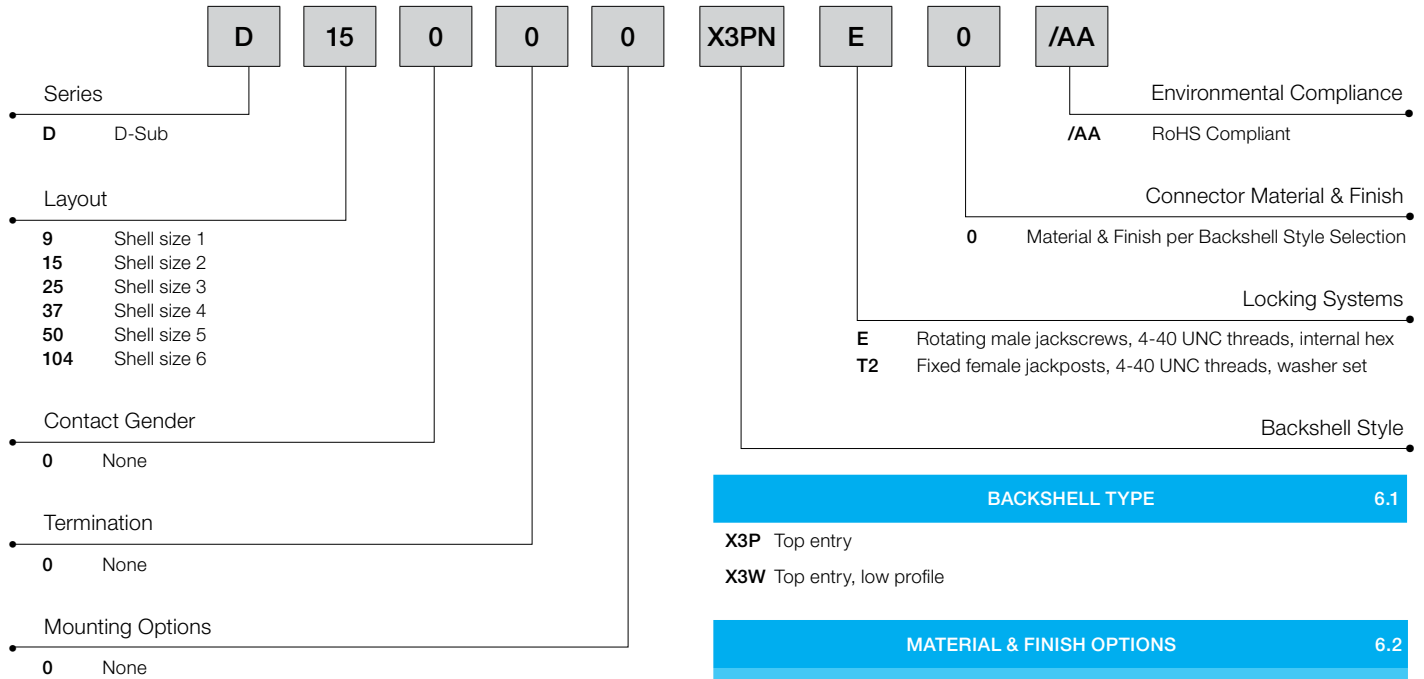 D 15 0 0 0 X3PN E 0 /AA
Series
D D-Sub
Layout
9 Shell size 1
15 Shell size 2
25 Shell size 3
37 Shell size 4
50 Shell size 5
104 Shell size 6
Contact Gender
0 None
Termination
0 None
Mounting Options
0 None
Environmental Compliance
/AA RoHS Compliant
Connector Material & Finish
0 Material & Finish per Backshell Style Selection
Locking Systems
E Rotating male jackscrews, 4-40 UNC threads, internal hex
T2 Fixed female jackposts, 4-40 UNC threads, washer set
Backshell Style
BACKSHELL TYPE 6.1
X3P Top entry
X3W Top entry, low profile
MATERIAL & FINISH OPTIONS 6.2